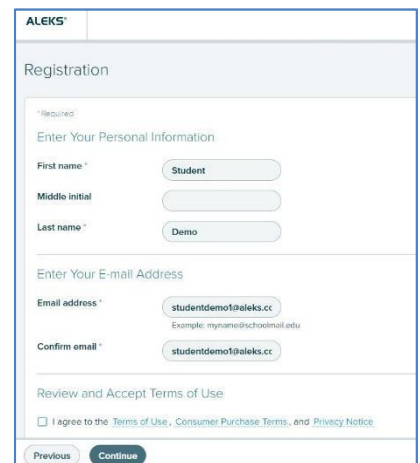 ALEKS®
Registration
*Required
Enter Your Personal Information
First name *
Student
Middle initial
Last name *
Demo
Enter Your E-mail Address
Email address *
studentdemo1@aleks.cc
Example: myname@schoolmail.edu
Confirm email *
studentdemo1@aleks.cc
Review and Accept Terms of Use
I agree to the Terms of Use, Consumer Purchase Terms, and Privacy Notice
Previous Continue